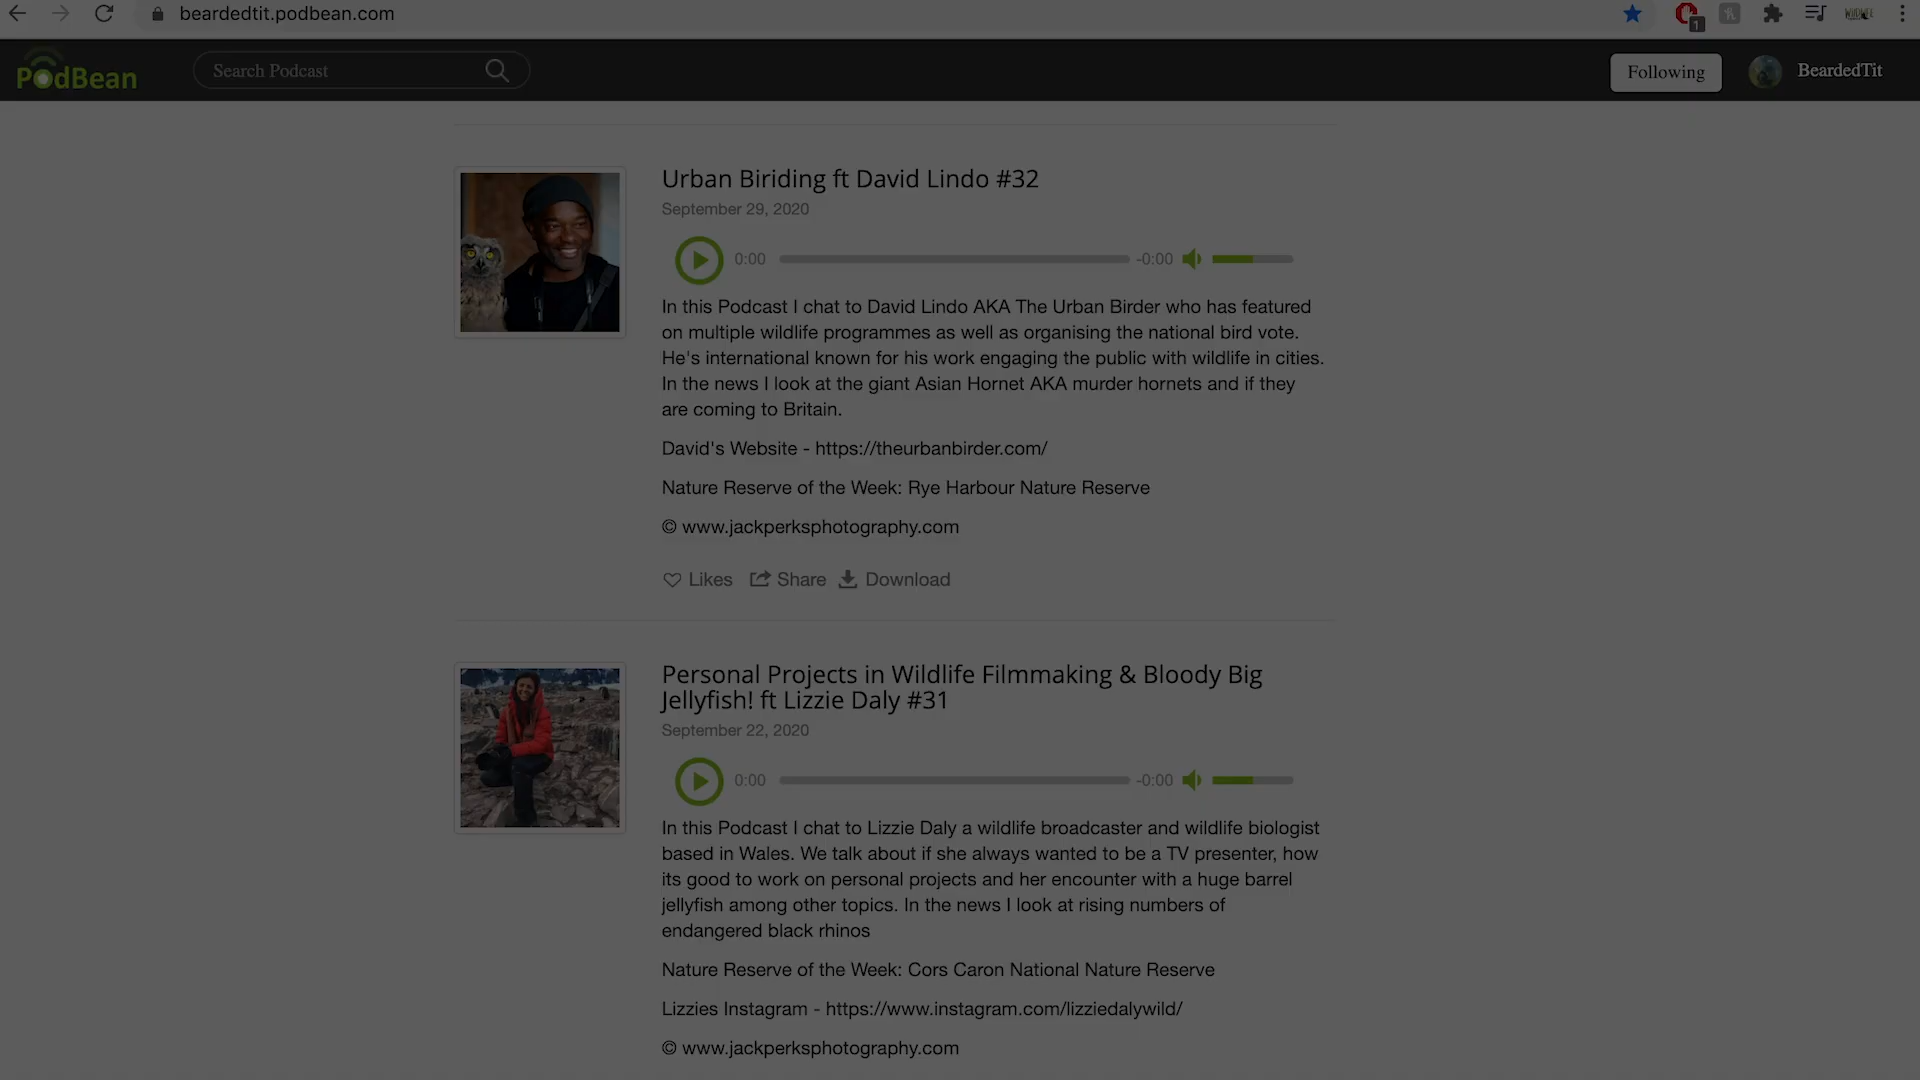 beardedtit.podbean.com
1
PodBean
Search Podcast
Following
BeardedTit
Urban Biriding ft David Lindo #32
September 29, 2020
0:00
-0:00
In this Podcast I chat to David Lindo AKA The Urban Birder who has featured
on multiple wildlife programmes as well as organising the national bird vote.
He's international known for his work engaging the public with wildlife in cities.
In the news I look at the giant Asian Hornet AKA murder hornets and if they
are coming to Britain.
David's Website - https://theurbanbirder.com/
Nature Reserve of the Week: Rye Harbour Nature Reserve
© www.jackperksphotography.com
Likes Share Download
Personal Projects in Wildlife Filmmaking & Bloody Big
Jellyfish! ft Lizzie Daly #31
September 22, 2020
0:00
-0:00
In this Podcast I chat to Lizzie Daly a wildlife broadcaster and wildlife biologist
based in Wales. We talk about if she always wanted to be a TV presenter, how
its good to work on personal projects and her encounter with a huge barrel
jellyfish among other topics. In the news I look at rising numbers of
endangered black rhinos
Nature Reserve of the Week: Cors Caron National Nature Reserve
Lizzies Instagram - https://www.instagram.com/lizziedalywild/
© www.jackperksphotography.com